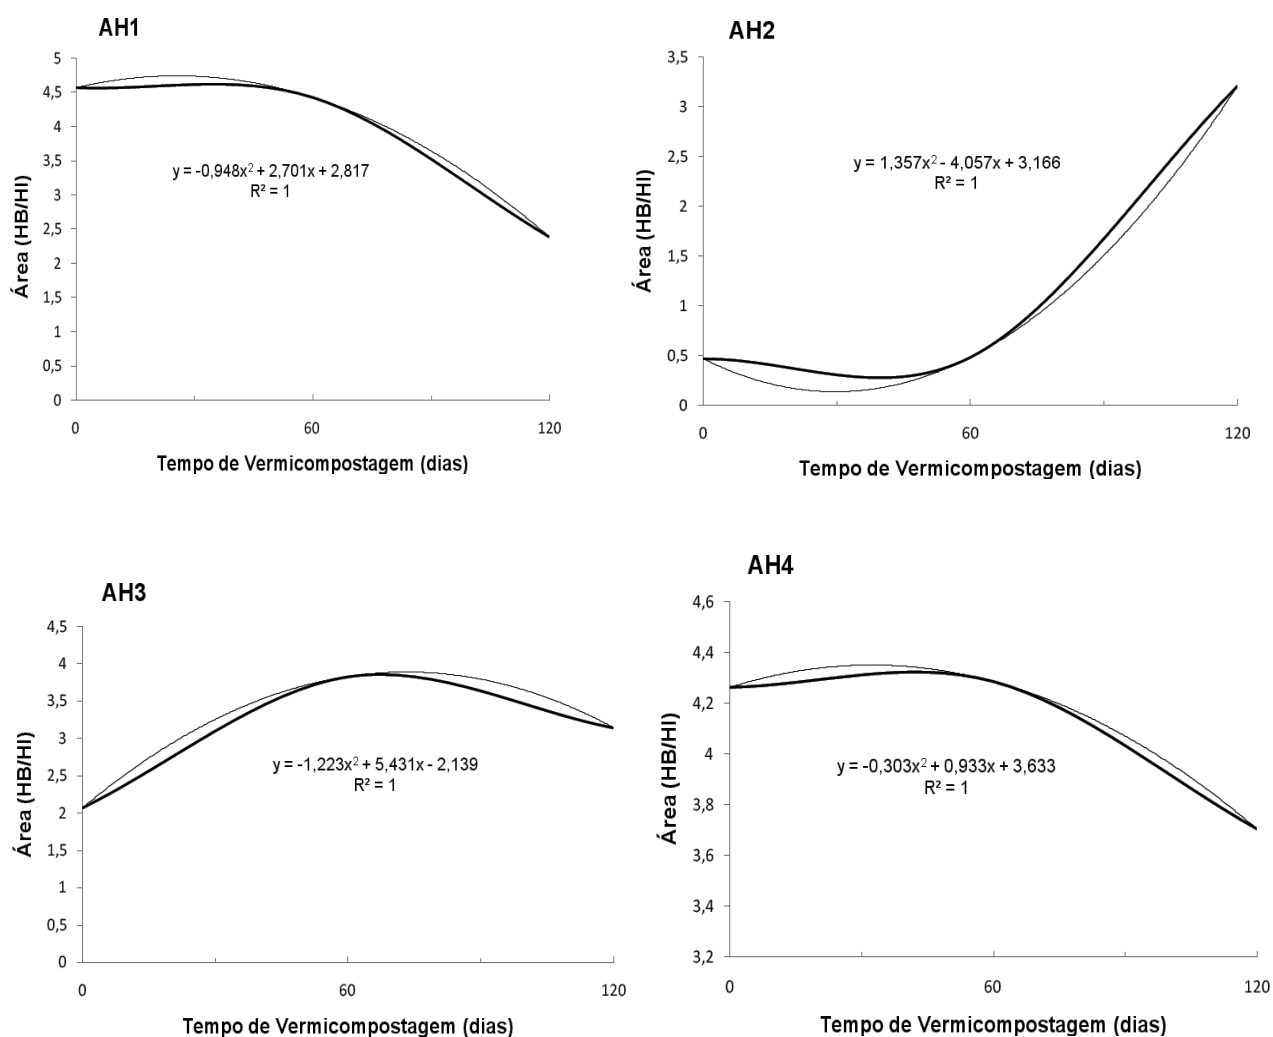 AH1
5
4,5
4
3,5
3
2,5
2
1,5
1
0,5
0
Área (HB/HI)
y = -0,948x² + 2,701x + 2,817
R² = 1
0 60 120
Tempo de Vermicompostagem (dias)
AH2
3,5
3
2,5
2
1,5
1
0,5
0
Área (HB/HI)
y = 1,357x² - 4,057x + 3,166
R² = 1
0 60 120
Tempo de Vermicompostagem (dias)
AH3
4,5
4
3,5
3
2,5
2
1,5
1
0,5
0
Área (HB/HI)
y = -1,223x² + 5,431x - 2,139
R² = 1
0 60 120
Tempo de Vermicompostagem (dias)
AH4
4,6
4,4
4,2
4
3,8
3,6
3,4
3,2
Área (HB/HI)
y = -0,303x² + 0,933x + 3,633
R² = 1
0 60 120
Tempo de Vermicompostagem (dias)